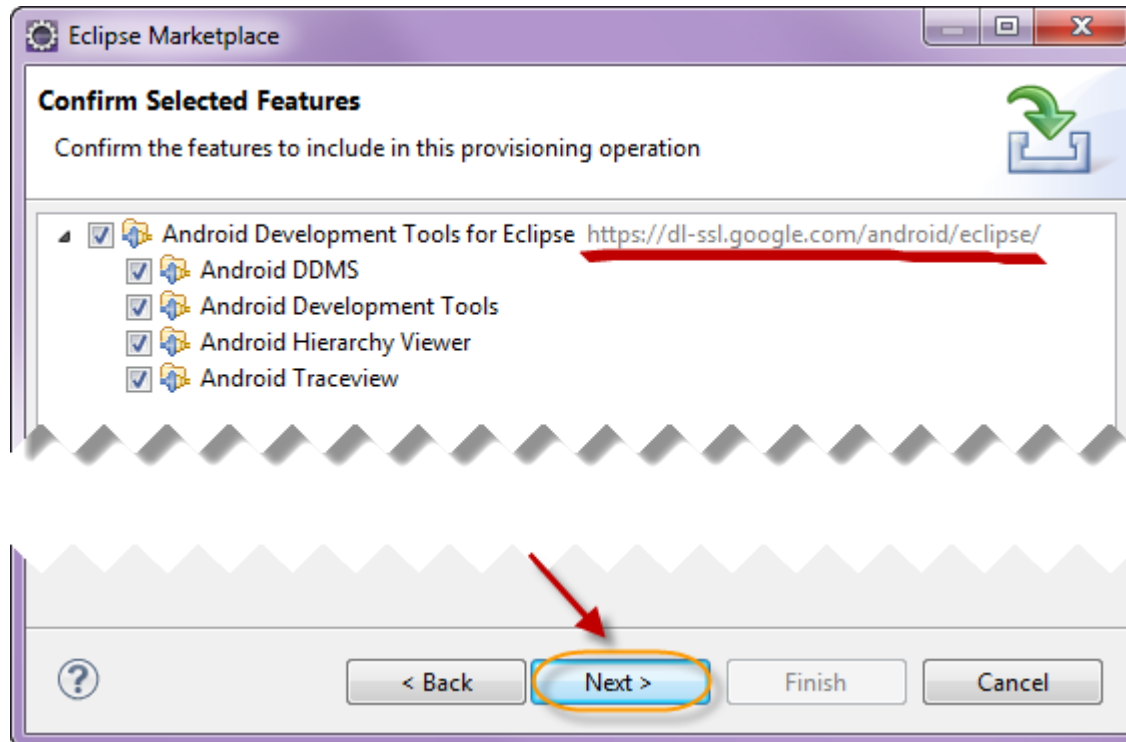 Eclipse Marketplace
Confirm Selected Features
Confirm the features to include in this provisioning operation
Android Development Tools for Eclipse https://dl-ssl.google.com/android/eclipse/
Android DDMS
Android Development Tools
Android Hierarchy Viewer
Android Traceview
< Back Next > Finish Cancel